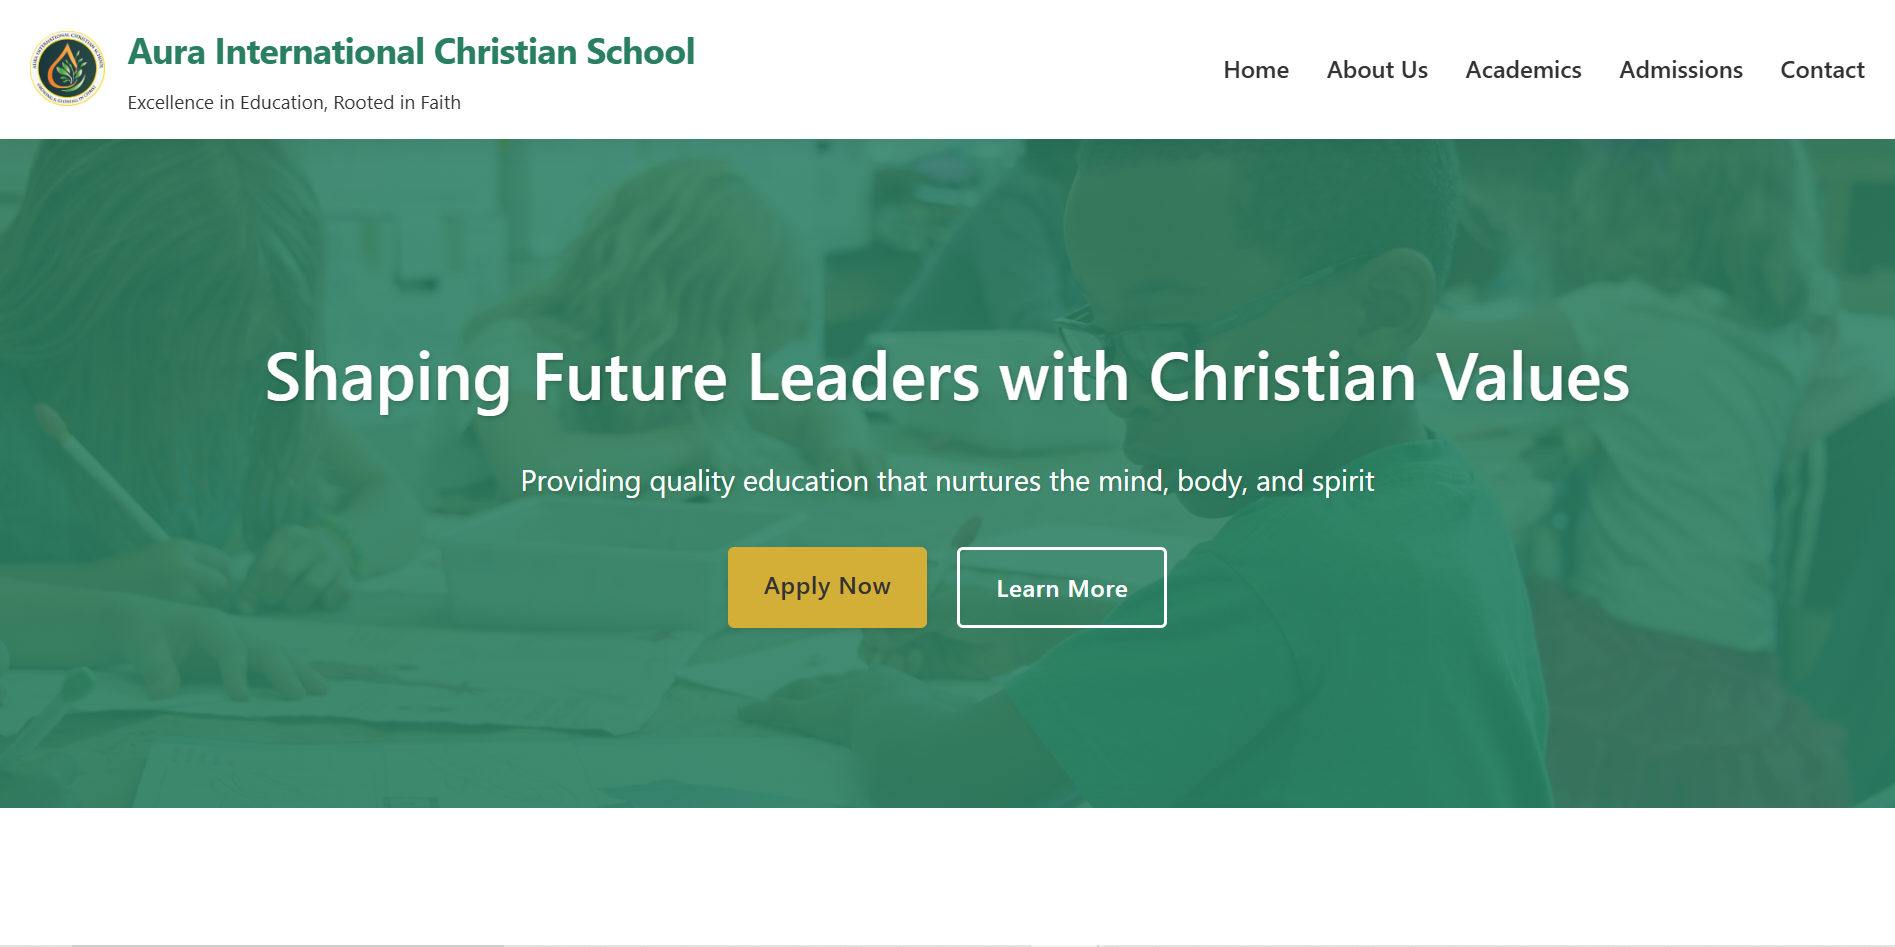 Aura International Christian School
Excellence in Education, Rooted in Faith
Home
About Us
Academics
Admissions
Contact
Shaping Future Leaders with Christian Values
Providing quality education that nurtures the mind, body, and spirit
Apply Now
Learn More